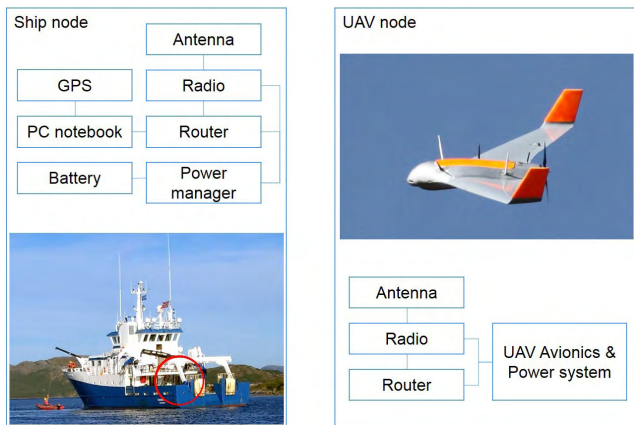 Ship node
Antenna
GPS
Radio
PC notebook
Router
Battery
Power
manager
UAV node
Antenna
Radio
Router
UAV Avionics &
Power system